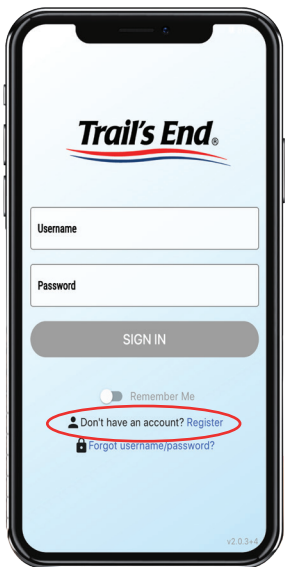 Trail's End®
Username
Password
SIGN IN
Remember Me
Don't have an account? Register
Forgot username/password?
v2.0.3+4